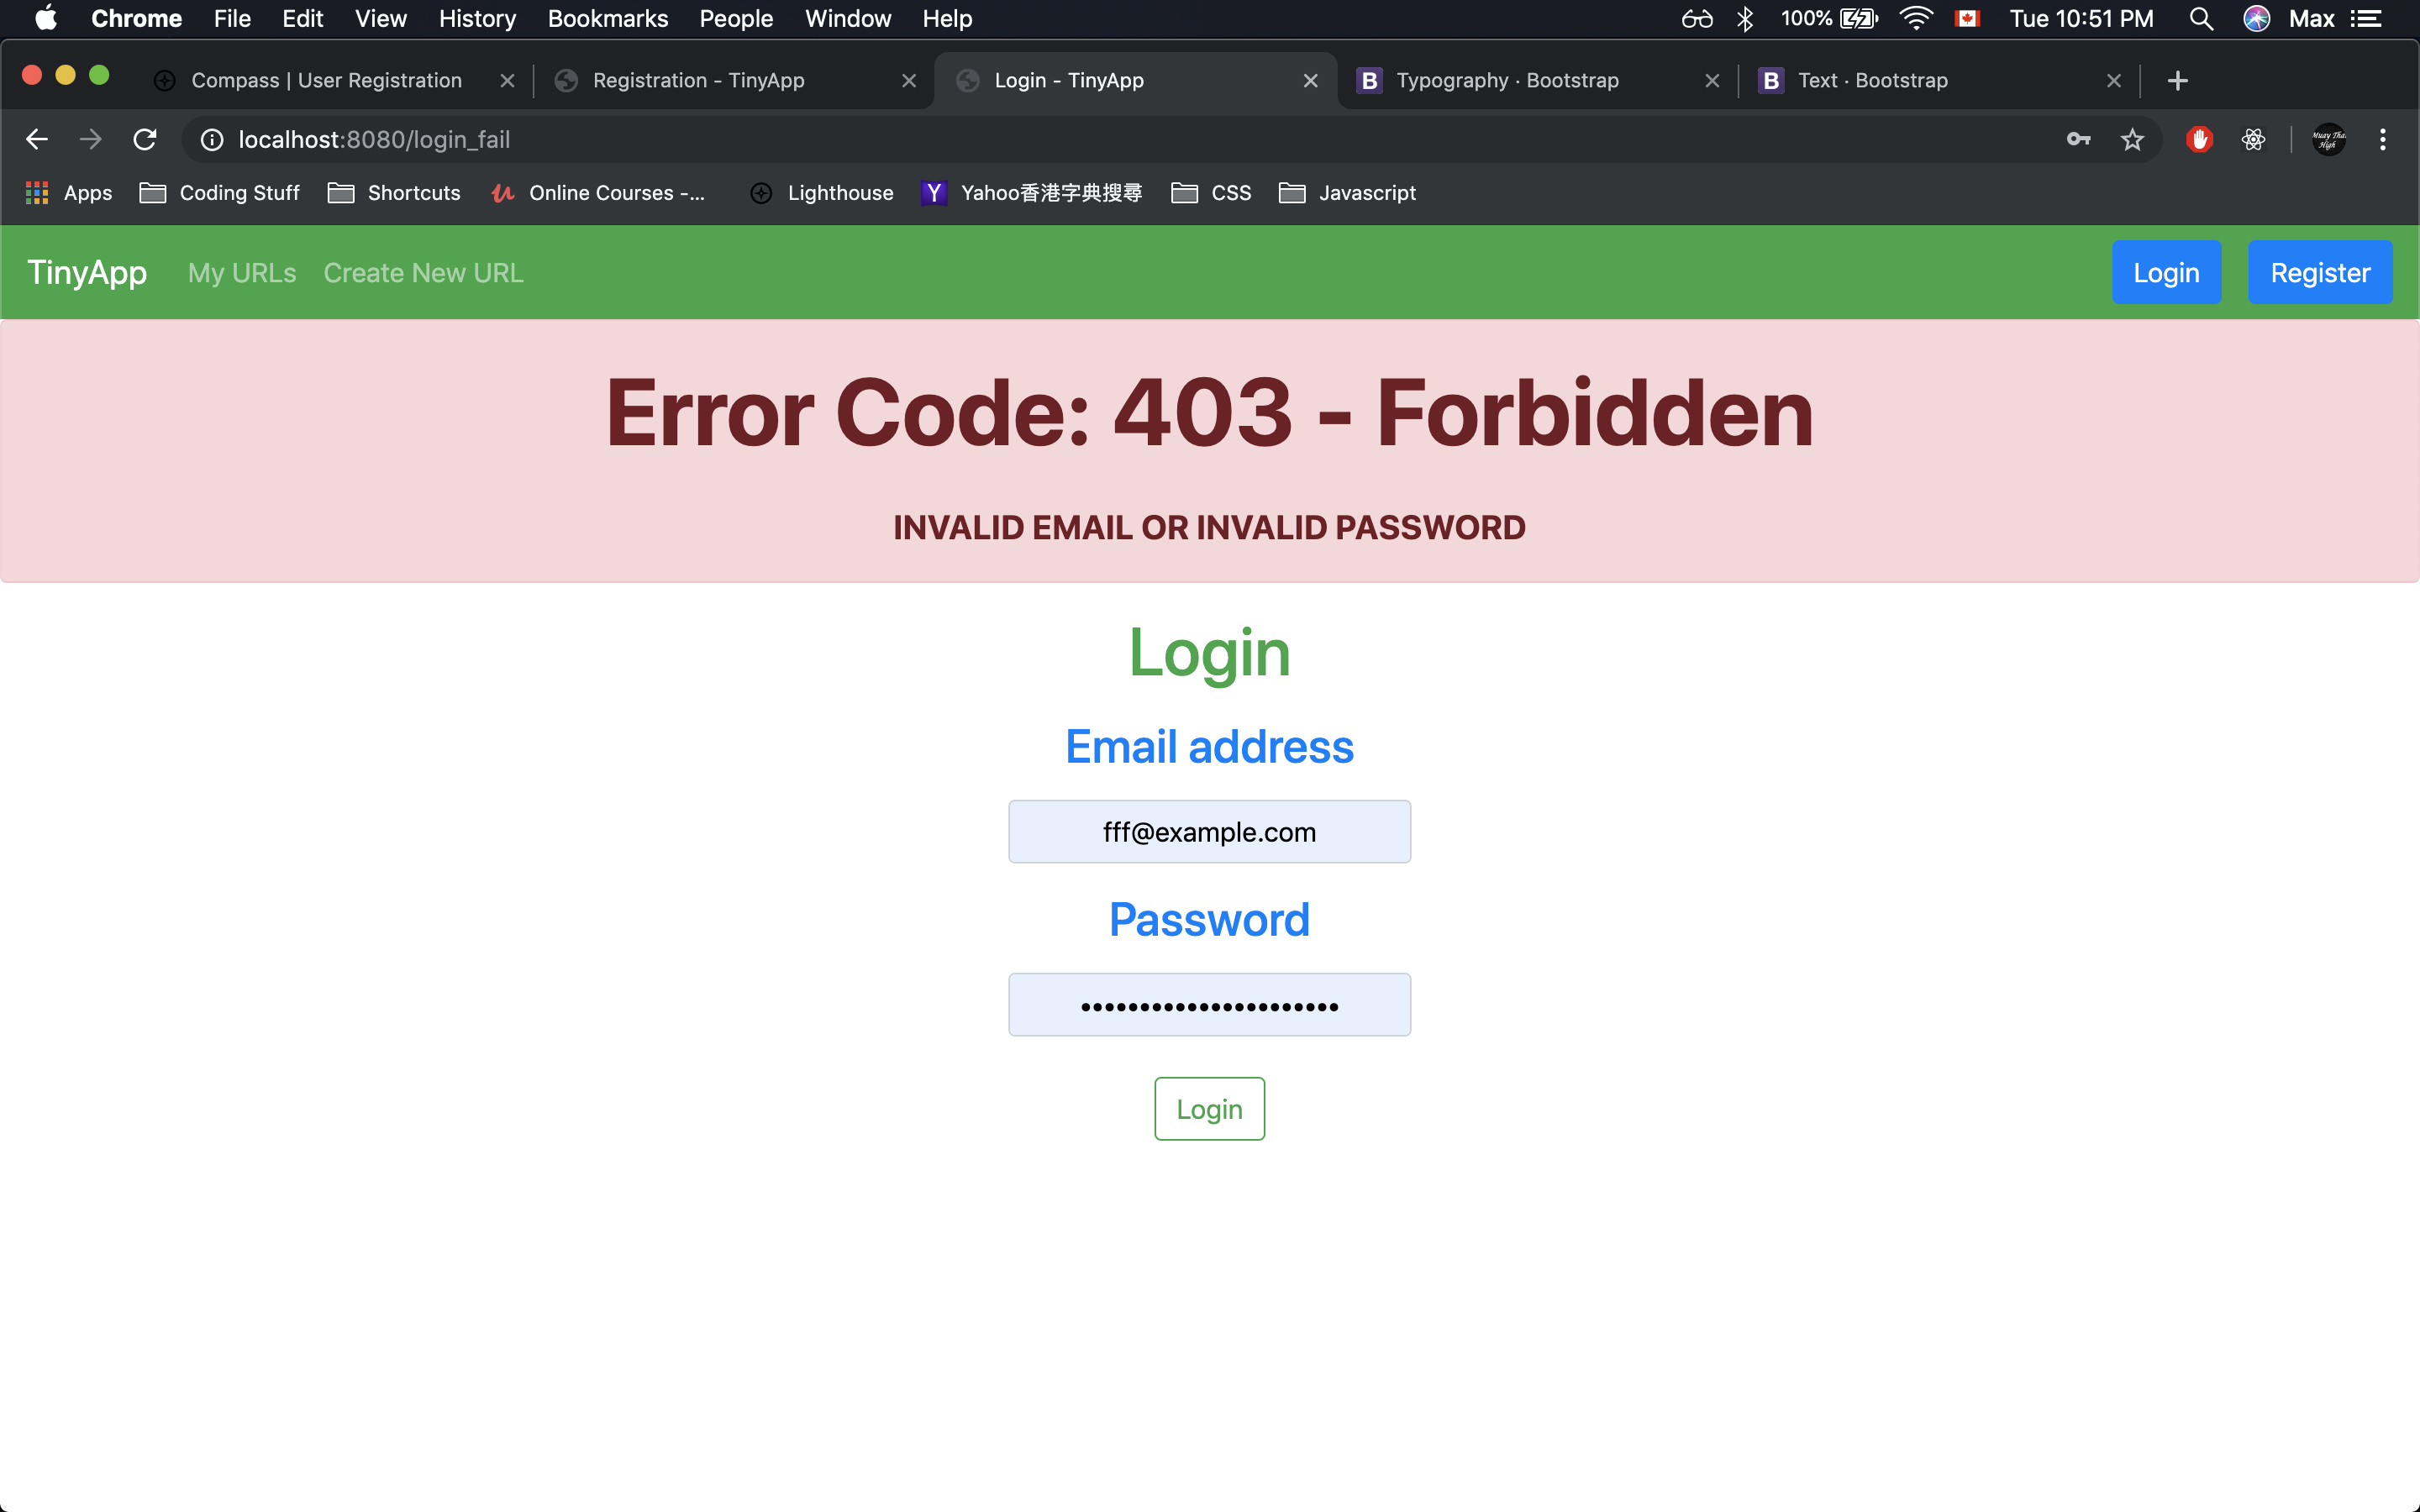 Chrome File Edit View History Bookmarks People Window Help 100% Tue 10:51 PM Max
Compass | User Registration Registration - TinyApp Login - TinyApp B Typography · Bootstrap B Text · Bootstrap
localhost:8080/login_fail
Apps Coding Stuff Shortcuts Online Courses -... Lighthouse Yahoo香港字典搜尋 CSS Javascript
TinyApp My URLs Create New URL Login Register
Error Code: 403 - Forbidden
INVALID EMAIL OR INVALID PASSWORD
Login
Email address
fff@example.com
Password
••••••••••••••••••••••
Login